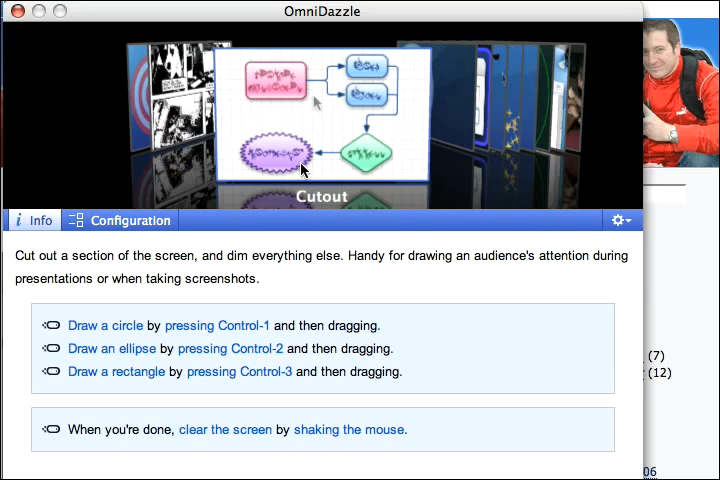 OmniDazzle
Cutout
i Info
Configuration
Cut out a section of the screen, and dim everything else. Handy for drawing an audience's attention during
presentations or when taking screenshots.
Draw a circle by pressing Control-1 and then dragging.
Draw an ellipse by pressing Control-2 and then dragging.
Draw a rectangle by pressing Control-3 and then dragging.
When you're done, clear the screen by shaking the mouse.
(7)
(12)
06